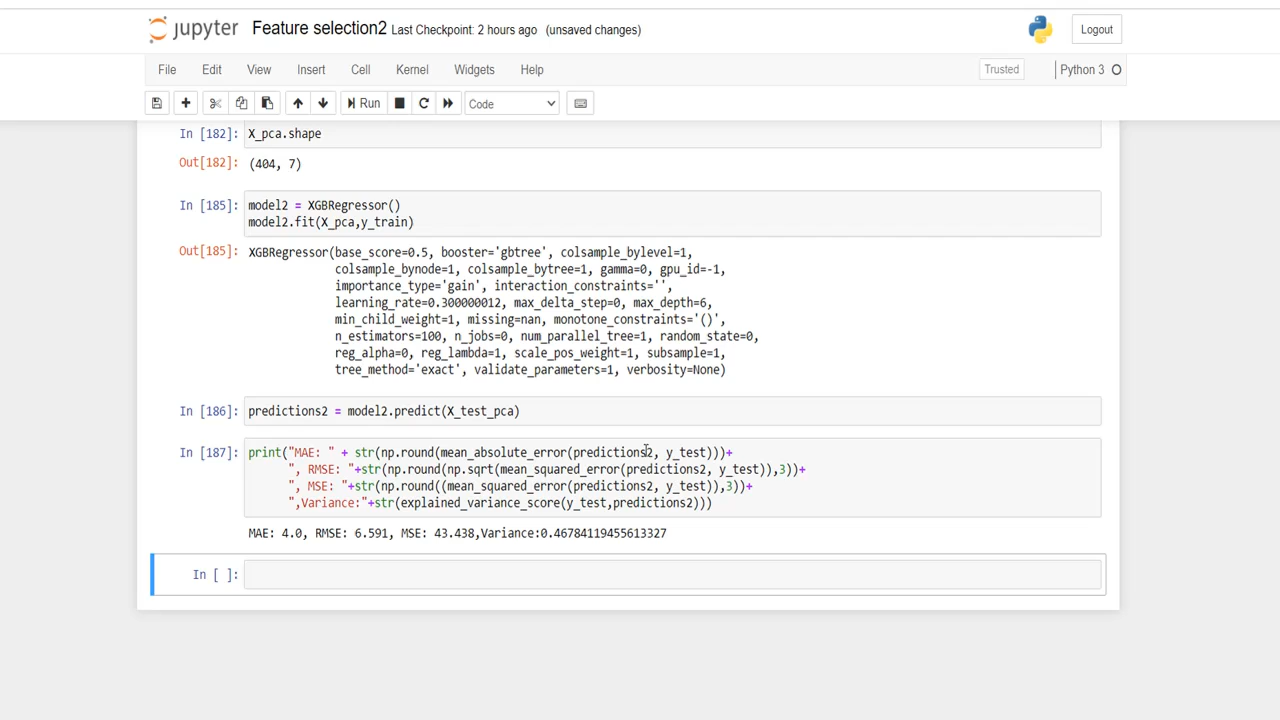 jupyter Feature selection2 Last Checkpoint: 2 hours ago (unsaved changes) Logout
File Edit View Insert Cell Kernel Widgets Help Trusted Python 3
Run Code
In [182]: X_pca.shape
Out[182]: (404, 7)
In [185]: model2 = XGBRegressor()
model2.fit(X_pca,y_train)
Out[185]: XGBRegressor(base_score=0.5, booster='gbtree', colsample_bylevel=1,
colsample_bynode=1, colsample_bytree=1, gamma=0, gpu_id=-1,
importance_type='gain', interaction_constraints='',
learning_rate=0.300000012, max_delta_step=0, max_depth=6,
min_child_weight=1, missing=nan, monotone_constraints='()',
n_estimators=100, n_jobs=0, num_parallel_tree=1, random_state=0,
reg_alpha=0, reg_lambda=1, scale_pos_weight=1, subsample=1,
tree_method='exact', validate_parameters=1, verbosity=None)
In [186]: predictions2 = model2.predict(X_test_pca)
In [187]: print("MAE: " + str(np.round(mean_absolute_error(predictions2, y_test)))+
", RMSE: "+str(np.round(np.sqrt(mean_squared_error(predictions2, y_test)),3))+
", MSE: "+str(np.round((mean_squared_error(predictions2, y_test)),3))+
",Variance:"+str(explained_variance_score(y_test,predictions2)))
MAE: 4.0, RMSE: 6.591, MSE: 43.438,Variance:0.46784119455613327
In [ ]: